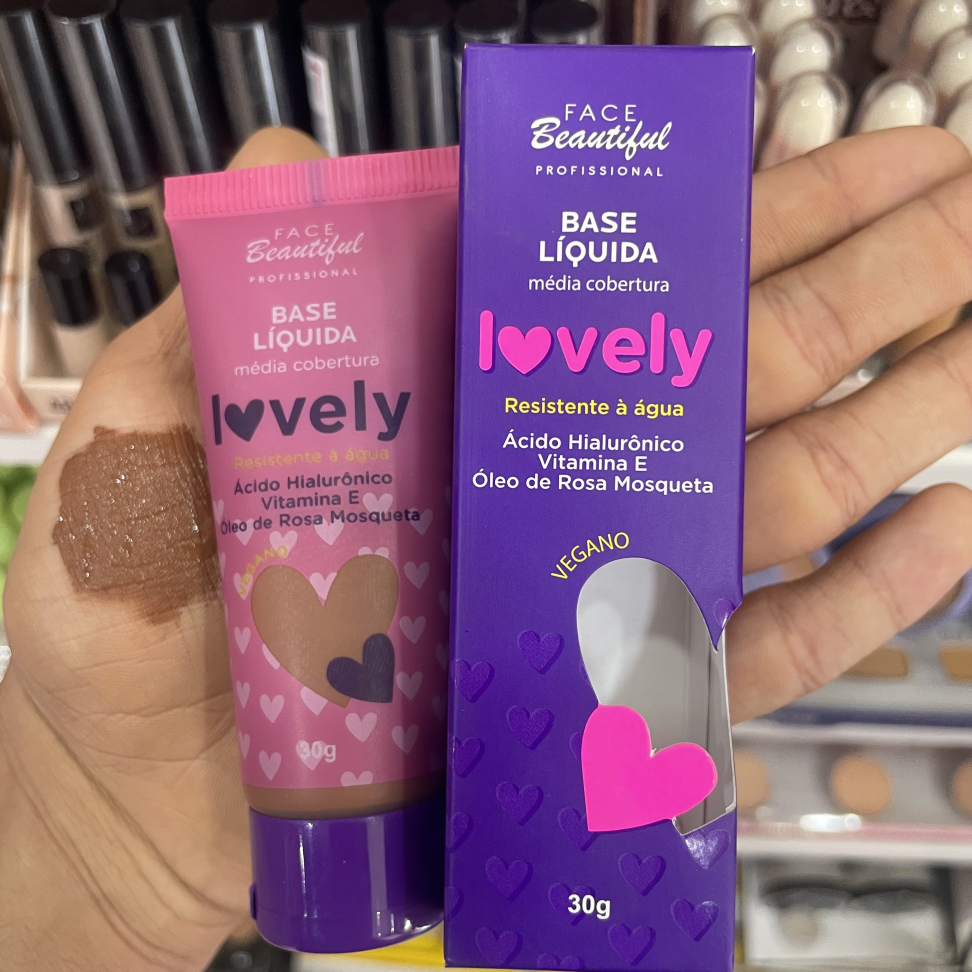 FACE
Beautiful
PROFISSIONAL
BASE
LÍQUIDA
média cobertura
lovely
Resistente à água
Ácido Hialurônico
Vitamina E
Óleo de Rosa Mosqueta
VEGANO
30g
FACE
Beautiful
PROFISSIONAL
BASE
LÍQUIDA
média cobertura
lovely
Resistente à água
Ácido Hialurônico
Vitamina E
Óleo de Rosa Mosqueta
VEGANO
30g